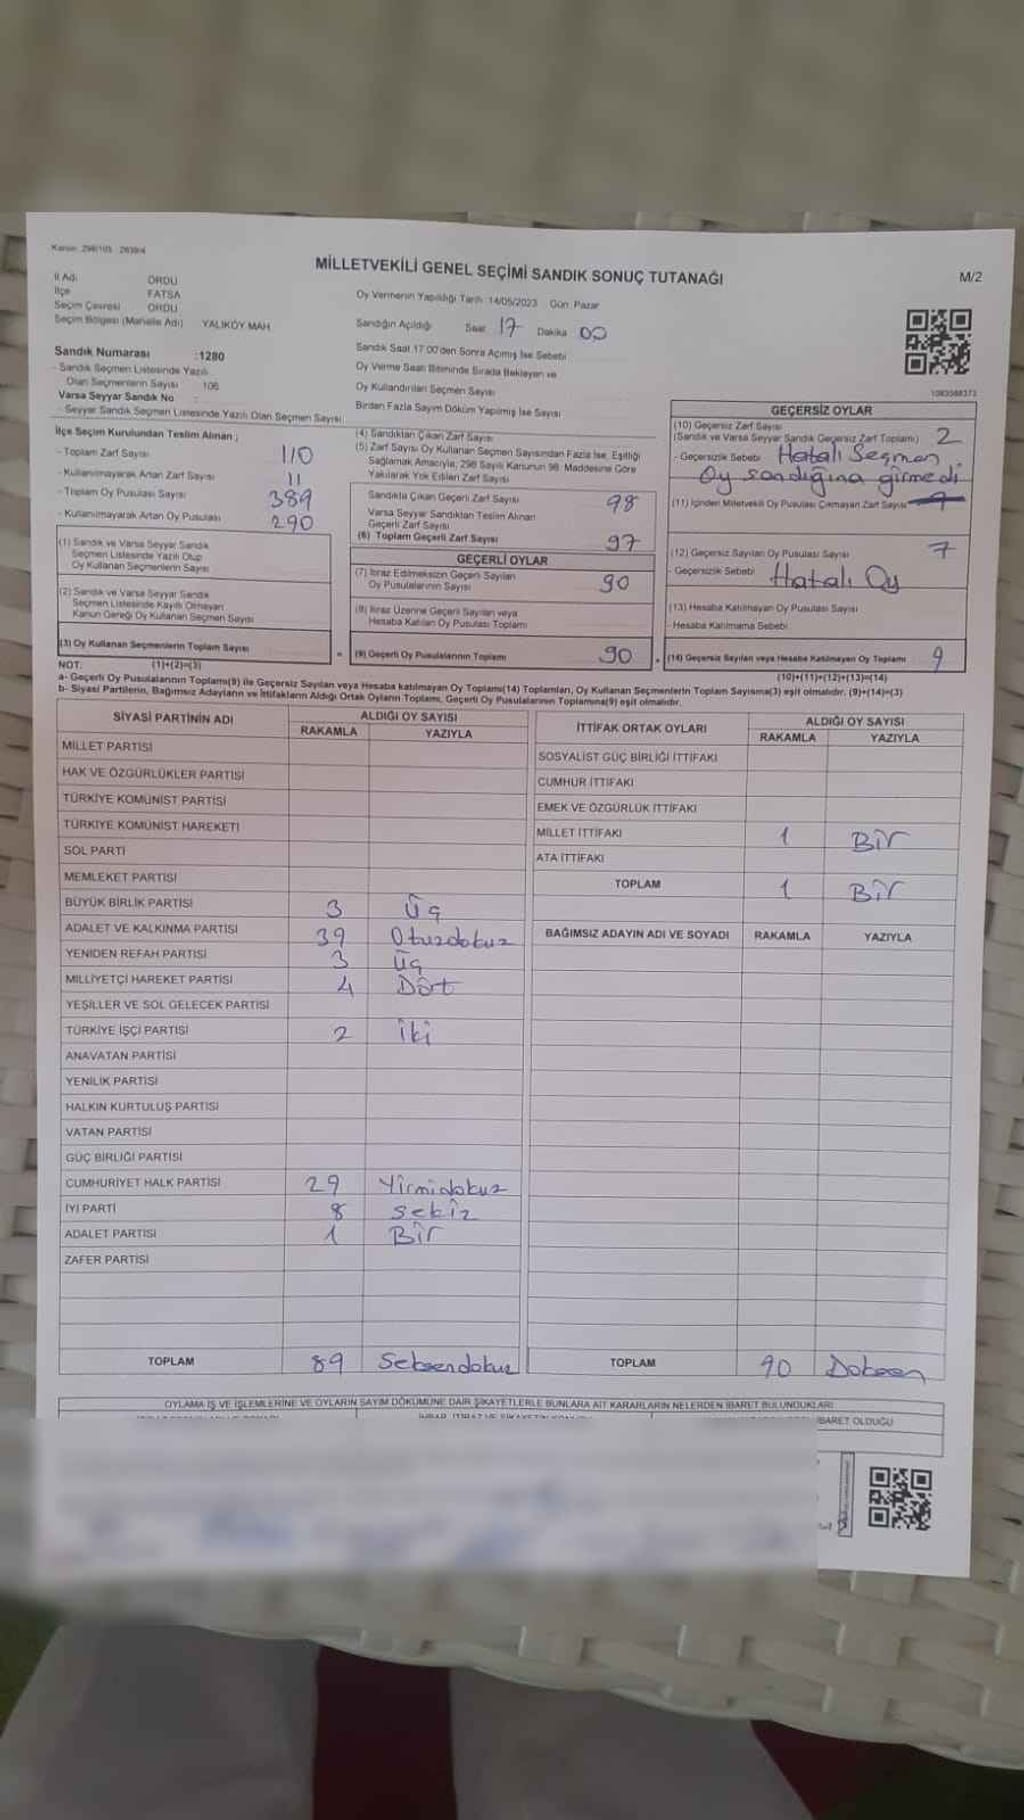 Kanun: 298/105 : 2839/4
MİLLETVEKİLİ GENEL SEÇİMİ SANDIK SONUÇ TUTANAĞI
M/2
İl Adı ORDU
İlçe FATSA
Seçim Çevresi ORDU
Seçim Bölgesi (Mahalle Adı) YALIKÖY MAH.
Oy Vermenin Yapıldığı Tarih :14/05/2023 Gün: Pazar
Sandığın Açıldığı Saat 17 Dakika 00
Sandık Saat 17:00'den Sonra Açımış İse Sebebi
Oy Verme Saati Bitiminde Sırada Bekleyen ve
Oy Kullandırılan Seçmen Sayısı
Birden Fazla Sayım Döküm Yapılmış İse Sayısı
Sandık Numarası :1280
- Sandık Seçmen Listesinde Yazılı
Olan Seçmenlerin Sayısı 106
Varsa Seyyar Sandık No :
- Seyyar Sandık Seçmen Listesinde Yazılı Olan Seçmen Sayısı:
İlçe Seçim Kurulundan Teslim Alınan ;
- Toplam Zarf Sayısı 110
- Kullanılmayarak Artan Zarf Sayısı 11
- Toplam Oy Pusulası Sayısı 389
- Kullanılmayarak Artan Oy Pusulası 290
(1) Sandık ve Varsa Seyyar Sandık
Seçmen Listesinde Yazılı Olup
Oy Kullanan Seçmenlerin Sayısı
(2) Sandık ve Varsa Seyyar Sandık
Seçmen Listesinde Kayıtlı Olmayan
Kanun Gereği Oy Kullanan Seçmen Sayısı
(3) Oy Kullanan Seçmenlerin Toplam Sayısı
(1)+(2)=(3)
(4) Sandıktan Çıkan Zarf Sayısı
(5) Zarf Sayısı Oy Kullanan Seçmen Sayısından Fazla İse, Eşitliği
Sağlamak Amacıyla; 298 Sayılı Kanunun 98. Maddesine Göre
Yakılarak Yok Edilen Zarf Sayısı
Sandıkta Çıkan Geçerli Zarf Sayısı 98
Varsa Seyyar Sandıktan Teslim Alınan
Geçerli Zarf Sayısı
(6) Toplam Geçerli Zarf Sayısı 97
GEÇERLİ OYLAR
(7) İtiraz Edilmeksizin Geçerli Sayılan
Oy Pusulalarının Sayısı 90
(8) İtiraz Üzerine Geçerli Sayılan veya
Hesaba Katılan Oy Pusulası Toplamı
(9) Geçerli Oy Pusulalarının Toplamı 90
1083088373
GEÇERSİZ OYLAR
(10) Geçersiz Zarf Sayısı
(Sandık ve Varsa Seyyar Sandık Geçersiz Zarf Toplamı) 2
- Geçersizlik Sebebi Hatalı Seçmen.
Oy sandığına girmedi
(11) İçinden Milletvekili Oy Pusulası Çıkmayan Zarf Sayısı
(12) Geçersiz Sayılan Oy Pusulası Sayısı 7
- Geçersizlik Sebebi Hatalı Oy
(13) Hesaba Katılmayan Oy Pusulası Sayısı
- Hesaba Katılmama Sebebi
(14) Geçersiz Sayılan veya Hesaba Katılmayan Oy Toplamı 9
(10)+(11)+(12)+(13)=(14)
NOT:
a- Geçerli Oy Pusulasının Toplamı(9) ile Geçersiz Sayılan veya Hesaba katılmayan Oy Toplamı(14) Toplamları, Oy Kullanan Seçmenlerin Toplam Sayısına(3) eşit olmalıdır. (9)+(14)=(3)
b- Siyasi Partilerin, Bağımsız Adayların ve İttifakların Aldığı Ortak Oyların Toplamı, Geçerli Oy Pusulalarının Toplamına(9) eşit olmalıdır.
SİYASİ PARTİNİN ADI
ALDIĞI OY SAYISI
RAKAMLA YAZIYLA
MİLLET PARTİSİ
HAK VE ÖZGÜRLÜKLER PARTİSİ
TÜRKİYE KOMÜNİST PARTİSİ
TÜRKİYE KOMÜNİST HAREKETİ
SOL PARTİ
MEMLEKET PARTİSİ
BÜYÜK BİRLİK PARTİSİ 3 Üç
ADALET VE KALKINMA PARTİSİ 39 Otuzdokuz
YENİDEN REFAH PARTİSİ 3 Üç
MİLLİYETÇİ HAREKET PARTİSİ 4 Dört
YEŞİLLER VE SOL GELECEK PARTİSİ
TÜRKİYE İŞÇİ PARTİSİ 2 İki
ANAVATAN PARTİSİ
YENİLİK PARTİSİ
HALKIN KURTULUŞ PARTİSİ
VATAN PARTİSİ
GÜÇ BİRLİĞİ PARTİSİ
CUMHURİYET HALK PARTİSİ 29 Yirmidokuz
İYİ PARTİ 8 Sekiz
ADALET PARTİSİ 1 Bir
ZAFER PARTİSİ
TOPLAM 89 Seksendokuz
İTTİFAK ORTAK OYLARI
ALDIĞI OY SAYISI
RAKAMLA YAZIYLA
SOSYALİST GÜÇ BİRLİĞİ İTTİFAKI
CUMHUR İTTİFAKI
EMEK VE ÖZGÜRLÜK İTTİFAKI
MİLLET İTTİFAKI 1 Bir
ATA İTTİFAKI
TOPLAM 1 Bir
BAĞIMSIZ ADAYIN ADI VE SOYADI RAKAMLA YAZIYLA
TOPLAM 90 Doksan
OYLAMA İŞ VE İŞLEMLERİNE VE OYLARIN SAYIM DÖKÜMÜNE DAİR ŞİKAYETLERLE BUNLARA AİT KARARLARIN NELERDEN İBARET BULUNDUKLARI
İBARET OLDUĞU